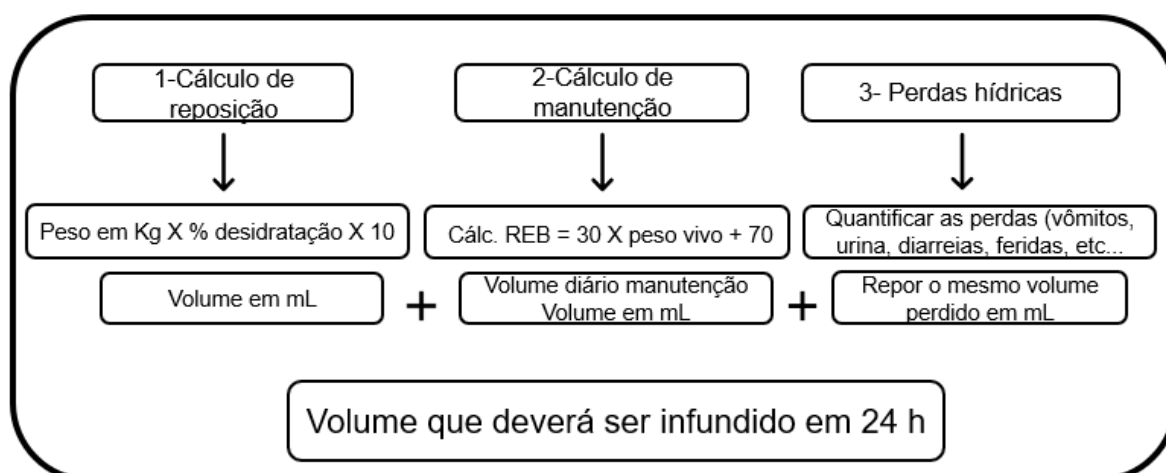 1-Cálculo de
reposição
2-Cálculo de
manutenção
3- Perdas hídricas
Peso em Kg X % desidratação X 10
Cálc. REB = 30 X peso vivo + 70
Quantificar as perdas (vômitos,
urina, diarreias, feridas, etc...
Volume em mL
+
Volume diário manutenção
Volume em mL
+
Repor o mesmo volume
perdido em mL
Volume que deverá ser infundido em 24 h